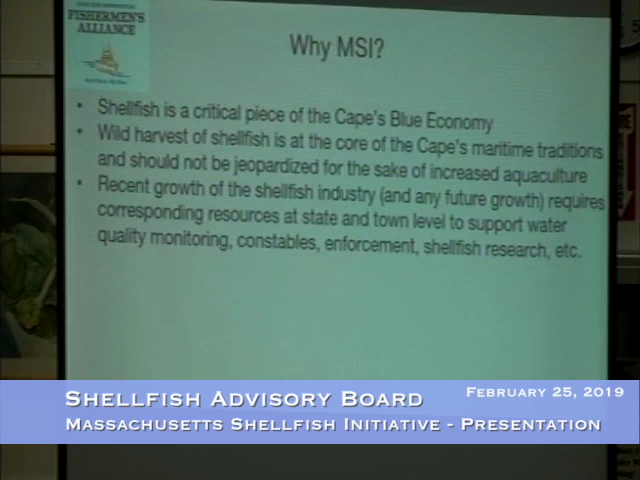 FISHERMEN'S
ALLIANCE
Why MSI?
• Shellfish is a critical piece of the Cape's Blue Economy
• Wild harvest of shellfish is at the core of the Cape's maritime traditions
and should not be jeopardized for the sake of increased aquaculture
• Recent growth of the shellfish industry (and any future growth) requires
corresponding resources at state and town level to support water
quality monitoring, constables, enforcement, shellfish research, etc.
SHELLFISH ADVISORY BOARD
FEBRUARY 25, 2019
MASSACHUSETTS SHELLFISH INITIATIVE - PRESENTATION